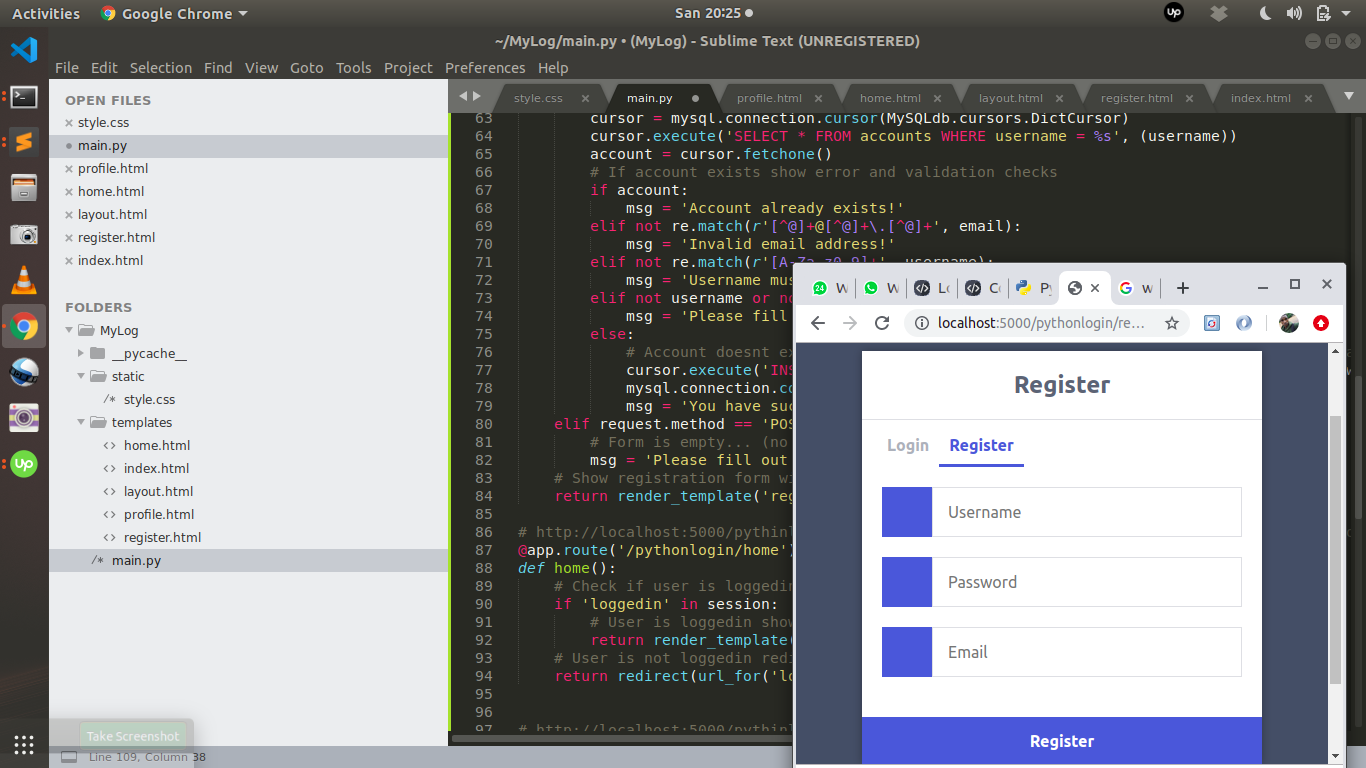 Activities
Google Chrome
San 20:25
up
~/MyLog/main.py • (MyLog) - Sublime Text (UNREGISTERED)
File Edit Selection Find View Goto Tools Project Preferences Help
OPEN FILES
style.css
main.py
profile.html
home.html
layout.html
register.html
index.html
FOLDERS
MyLog
__pycache__
static
/* style.css
templates
<> home.html
<> index.html
<> layout.html
<> profile.html
<> register.html
/* main.py
Take Screenshot
Line 109, Column 38
style.css main.py profile.html home.html layout.html register.html index.html
63 cursor = mysql.connection.cursor(MySQLdb.cursors.DictCursor)
64 cursor.execute('SELECT * FROM accounts WHERE username = %s', (username))
65 account = cursor.fetchone()
66 # If account exists show error and validation checks
67 if account:
68 msg = 'Account already exists!'
69 elif not re.match(r'[^@]+@[^@]+\.[^@]+', email):
70 msg = 'Invalid email address!'
71 elif not re.match(r'[A-Za-z0-9]+', username):
72 msg = 'Username mus
73 elif not username or no
74 msg = 'Please fill
75 else:
76 # Account doesnt ex
77 cursor.execute('INS
78 mysql.connection.co
79 msg = 'You have suc
80 elif request.method == 'POS
81 # Form is empty... (no
82 msg = 'Please fill out
83 # Show registration form wi
84 return render_template('reg
85
86 # http://localhost:5000/pythinl
87 @app.route('/pythonlogin/home')
88 def home():
89 # Check if user is loggedin
90 if 'loggedin' in session:
91 # User is loggedin show
92 return render_template(
93 # User is not loggedin redi
94 return redirect(url_for('lo
95
96
97 # http://localhost:5000/pythinl
24 W W Lo Co Py w
localhost:5000/pythonlogin/re...
Register
Login Register
Username
Password
Email
Register
up